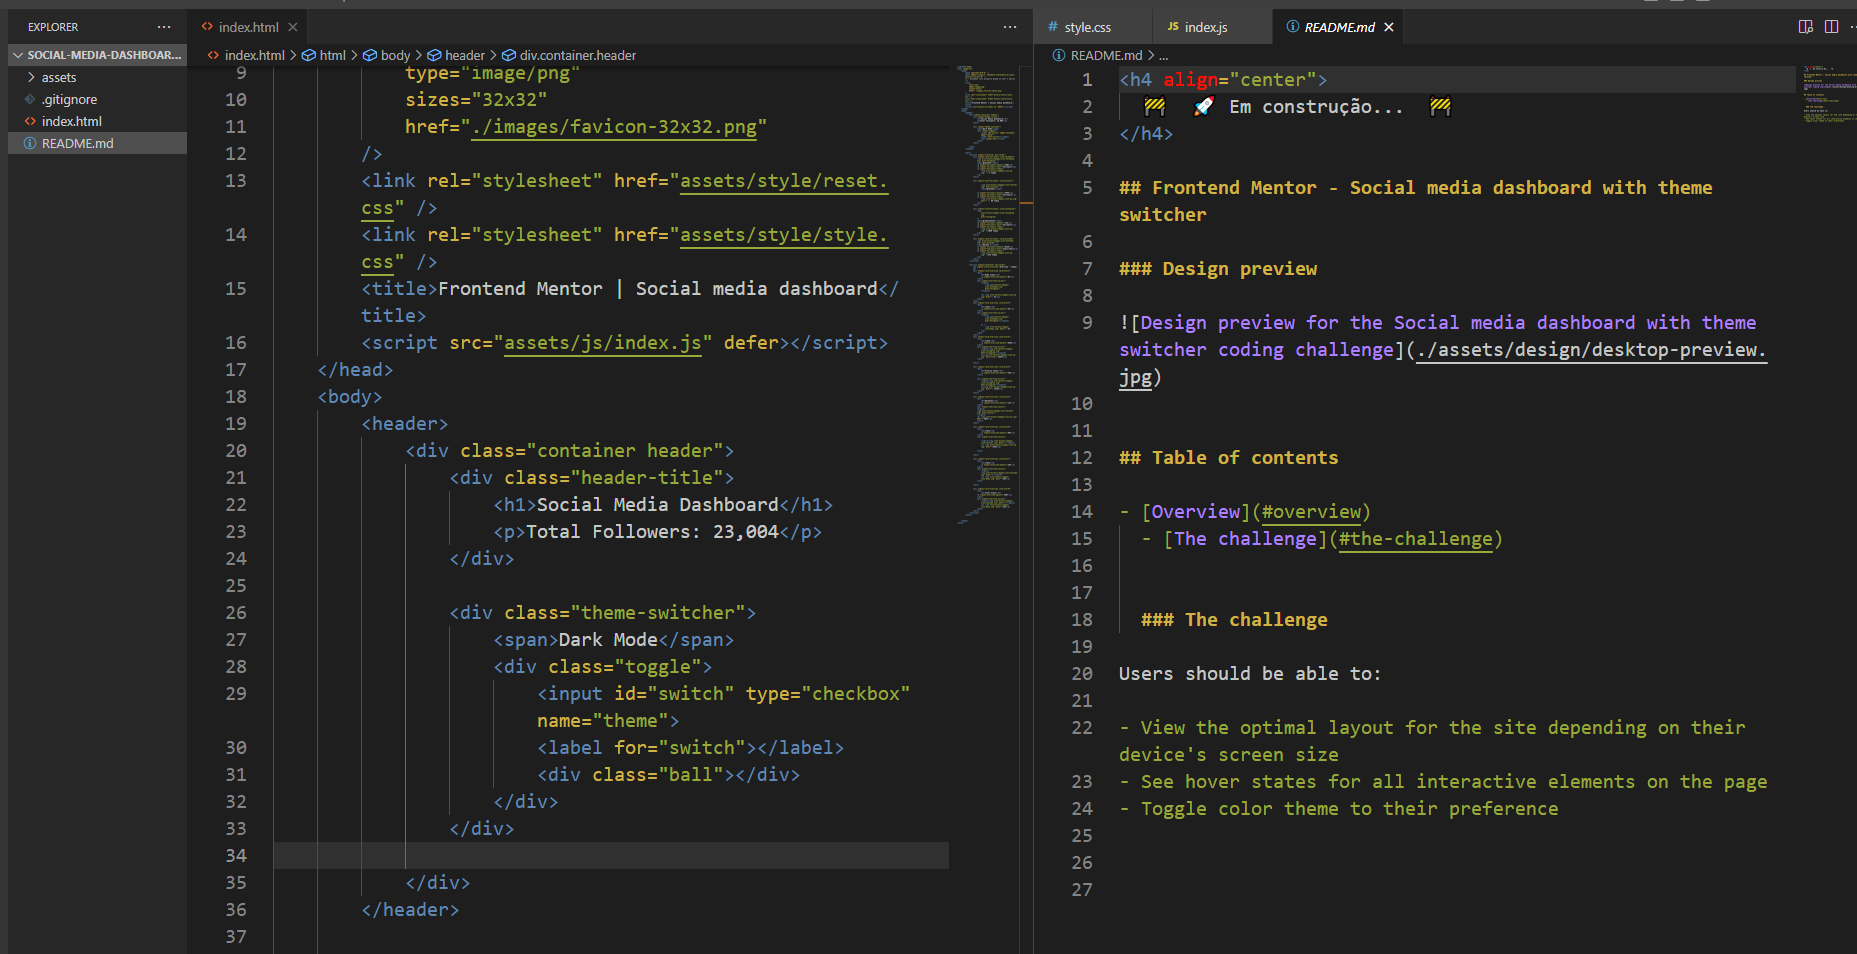 EXPLORER
SOCIAL-MEDIA-DASHBOAR...
assets
.gitignore
index.html
README.md
index.html
index.html > html > body > header > div.container.header
9 type="image/png"
10 sizes="32x32"
11 href="./images/favicon-32x32.png"
12 />
13 <link rel="stylesheet" href="assets/style/reset.
css" />
14 <link rel="stylesheet" href="assets/style/style.
css" />
15 <title>Frontend Mentor | Social media dashboard</
title>
16 <script src="assets/js/index.js" defer></script>
17 </head>
18 <body>
19 <header>
20 <div class="container header">
21 <div class="header-title">
22 <h1>Social Media Dashboard</h1>
23 <p>Total Followers: 23,004</p>
24 </div>
25
26 <div class="theme-switcher">
27 <span>Dark Mode</span>
28 <div class="toggle">
29 <input id="switch" type="checkbox"
name="theme">
30 <label for="switch"></label>
31 <div class="ball"></div>
32 </div>
33 </div>
34
35 </div>
36 </header>
37
# style.css
JS index.js
README.md
README.md > ...
1 <h4 align="center">
2 🚧 🚀 Em construção... 🚧
3 </h4>
4
5 ## Frontend Mentor - Social media dashboard with theme
switcher
6
7 ### Design preview
8
9 ![Design preview for the Social media dashboard with theme
switcher coding challenge](./assets/design/desktop-preview.
jpg)
10
11
12 ## Table of contents
13
14 - [Overview](#overview)
15 - [The challenge](#the-challenge)
16
17
18 ### The challenge
19
20 Users should be able to:
21
22 - View the optimal layout for the site depending on their
device's screen size
23 - See hover states for all interactive elements on the page
24 - Toggle color theme to their preference
25
26
27